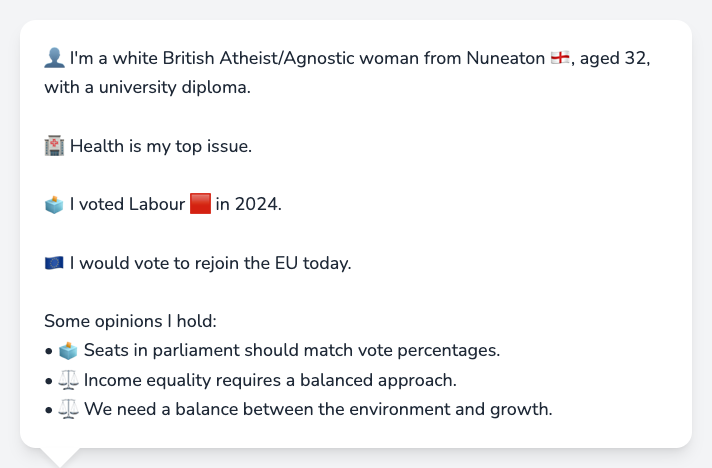 👤 I'm a white British Atheist/Agnostic woman from Nuneaton 🏴󠁧󠁢󠁥󠁮󠁧󠁿, aged 32,
with a university diploma.
🏥 Health is my top issue.
🗳️ I voted Labour 🟥 in 2024.
🇪🇺 I would vote to rejoin the EU today.
Some opinions I hold:
• 🗳️ Seats in parliament should match vote percentages.
• ⚖️ Income equality requires a balanced approach.
• ⚖️ We need a balance between the environment and growth.